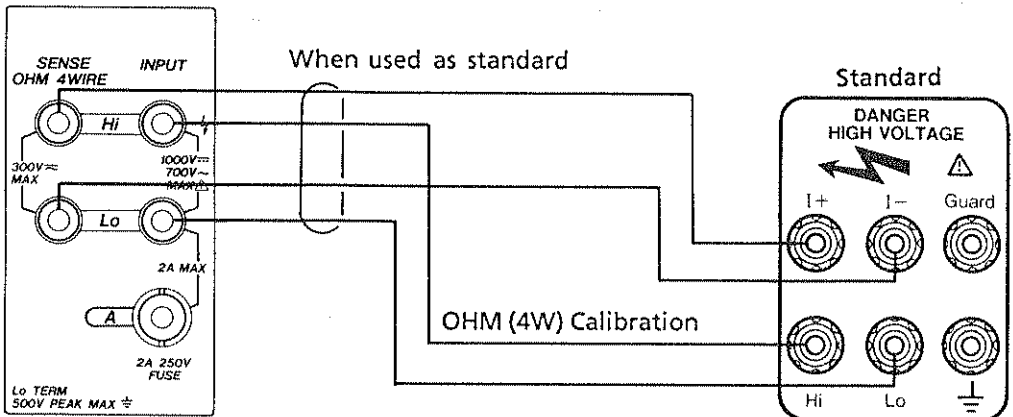 When used as standard
SENSE INPUT
OHM 4WIRE
Hi
300V⎓
MAX
1000V⎓
700V~
MAX⚠
Lo
2A MAX
A
2A 250V
FUSE
Lo TERM
500V PEAK MAX ⏚
OHM (4W) Calibration
Standard
DANGER
HIGH VOLTAGE
I+ I− Guard
Hi Lo